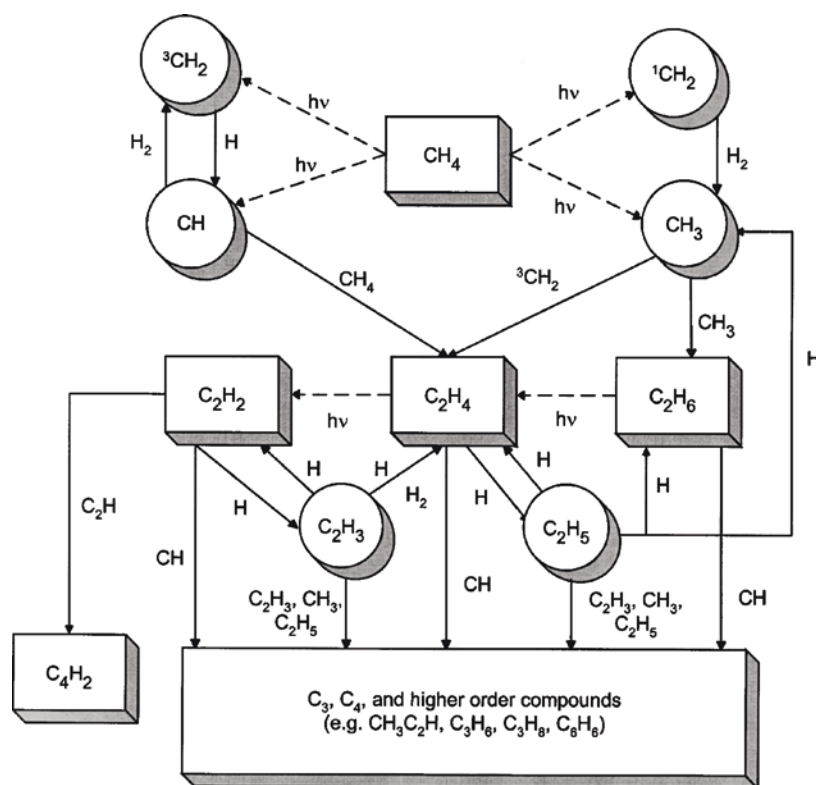 ³CH₂
¹CH₂
hν
hν
H₂
H
CH₄
H₂
hν
hν
CH
CH₃
CH₄
³CH₂
CH₃
H
C₂H₂
C₂H₄
C₂H₆
hν
hν
H
H
H
C₂H
H
H₂
H
H
C₂H₃
C₂H₅
CH
CH
CH
C₂H₃, CH₃,
C₂H₅
C₂H₃, CH₃,
C₂H₅
C₄H₂
C₃, C₄, and higher order compounds
(e.g. CH₃C₂H, C₃H₆, C₃H₈, C₆H₆)